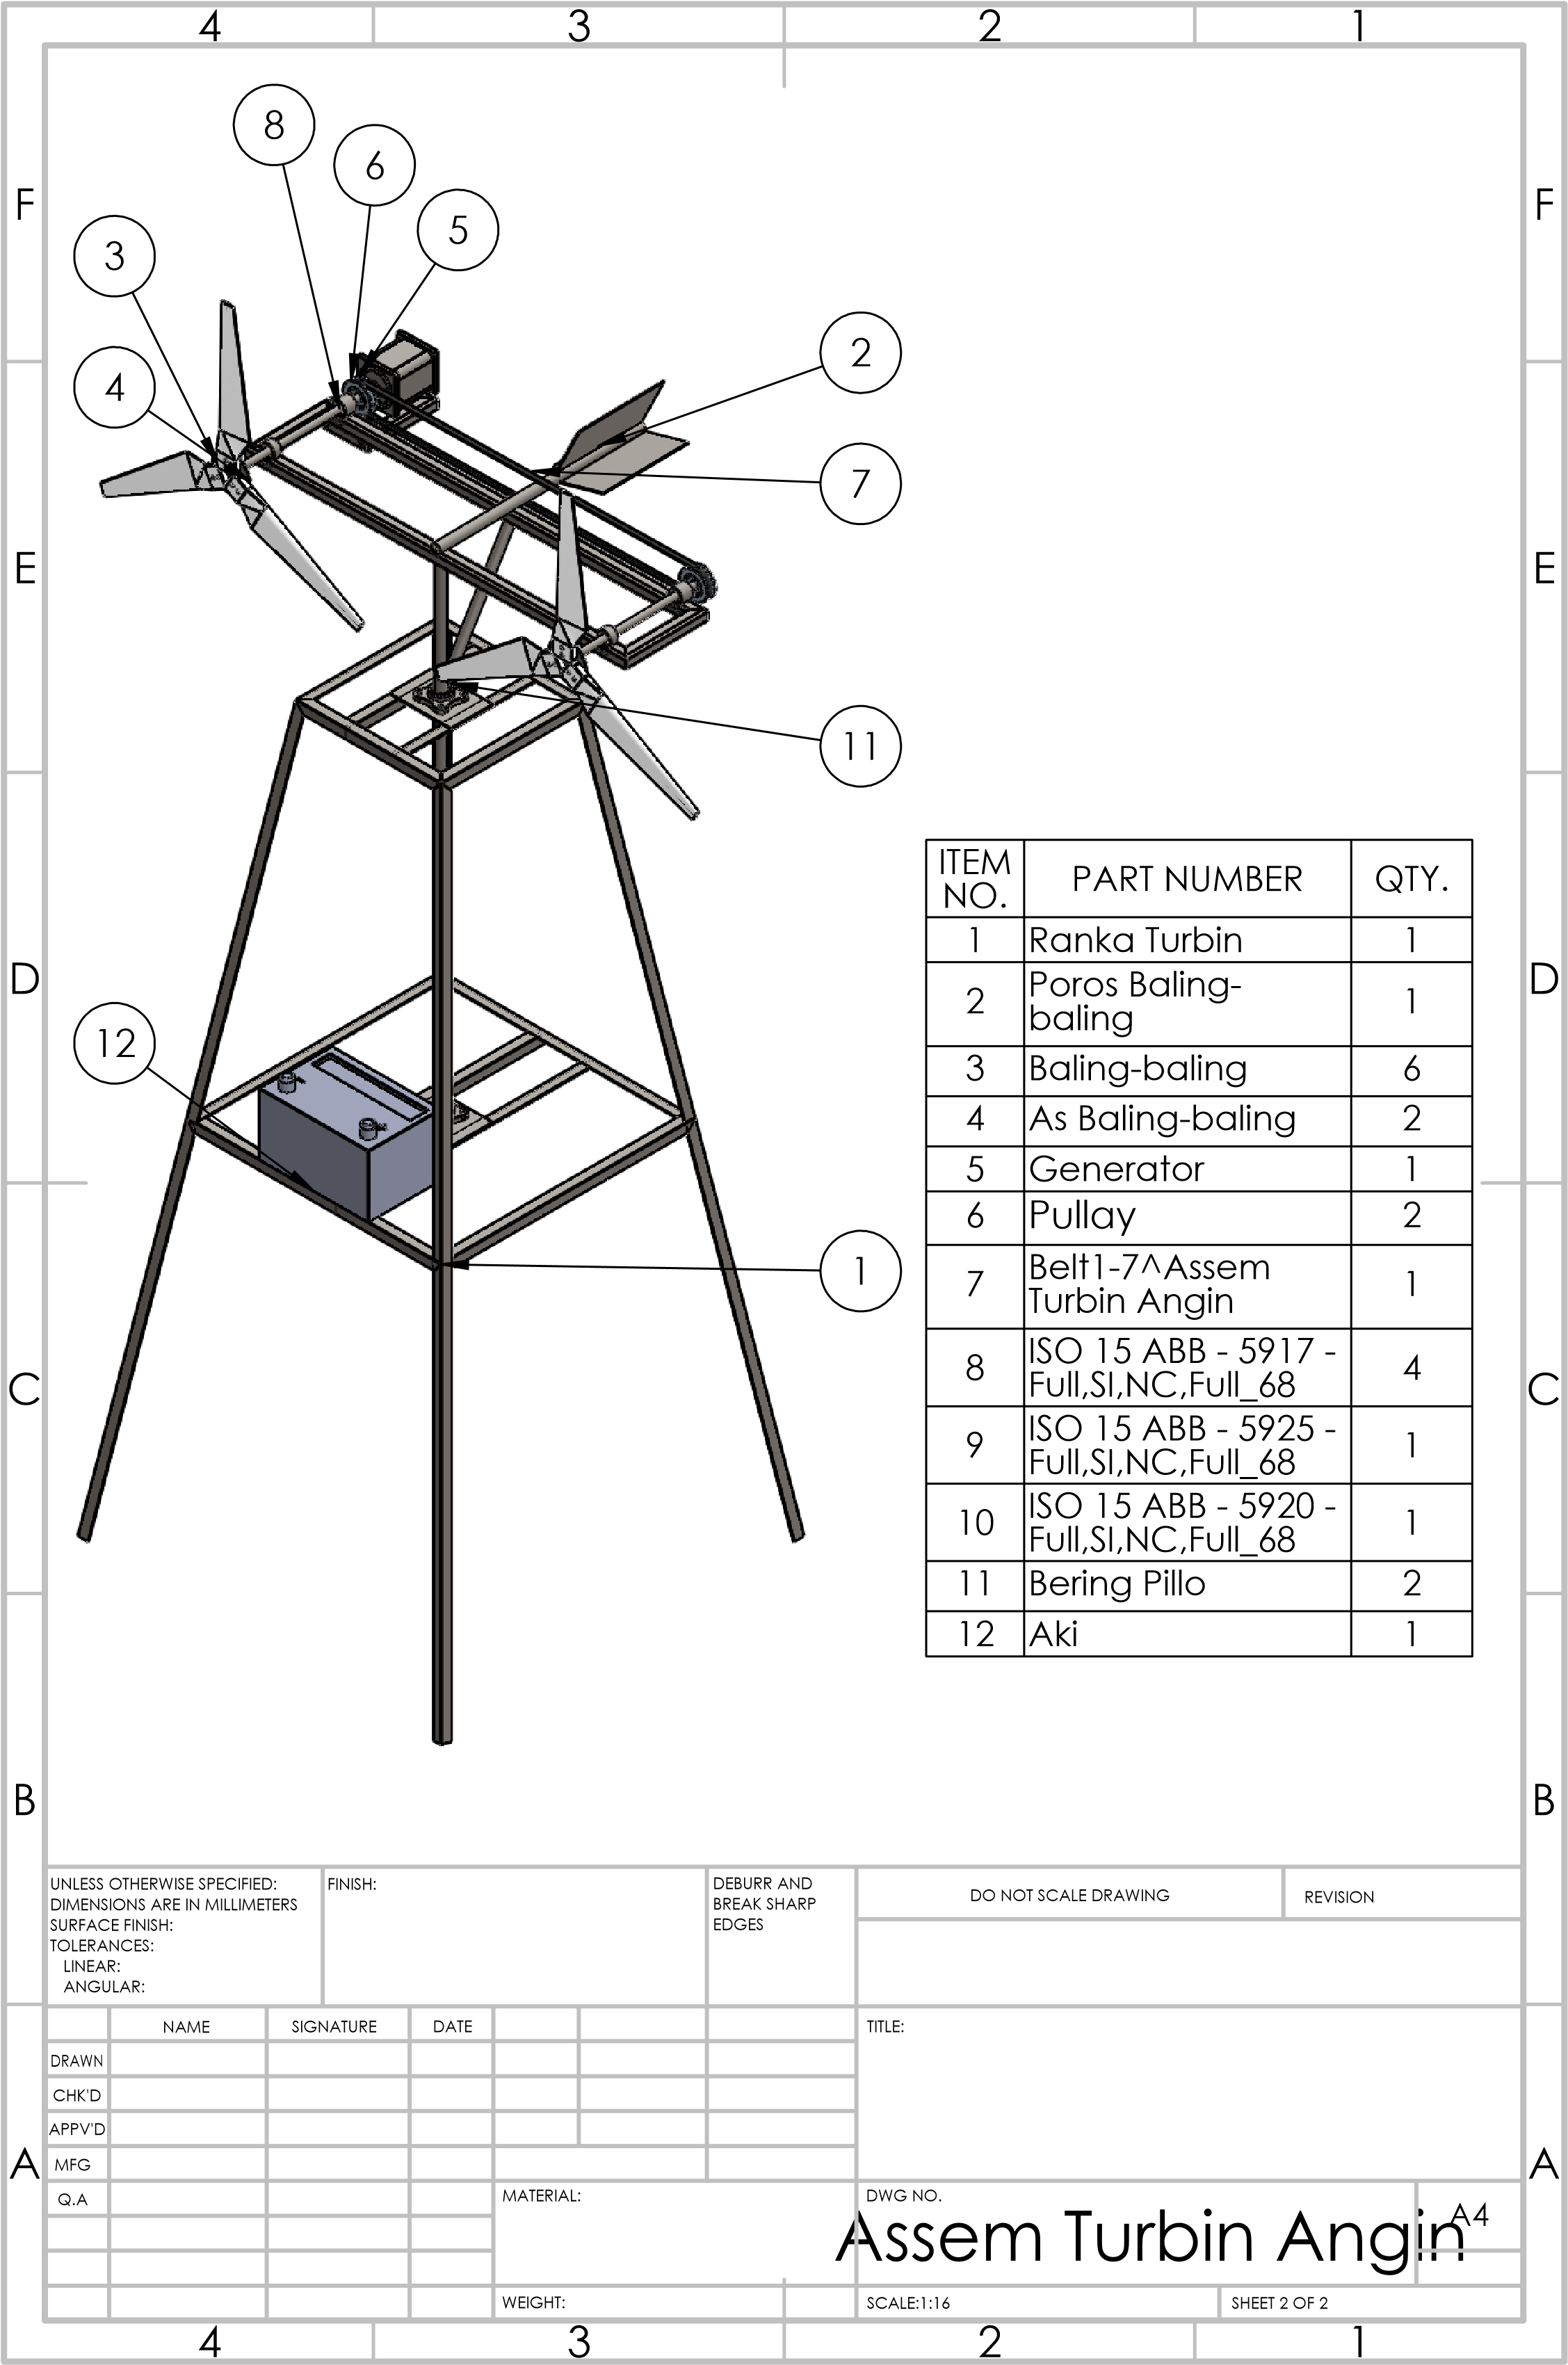 4 3 2 1
F F
8
6
5
3
2
4
7
E E
11
ITEM
NO. PART NUMBER QTY.
1 Ranka Turbin 1
2 Poros Baling-
baling 1
3 Baling-baling 6
4 As Baling-baling 2
5 Generator 1
6 Pullay 2
7 Belt1-7^Assem
Turbin Angin 1
8 ISO 15 ABB - 5917 -
Full,SI,NC,Full_68 4
9 ISO 15 ABB - 5925 -
Full,SI,NC,Full_68 1
10 ISO 15 ABB - 5920 -
Full,SI,NC,Full_68 1
11 Bering Pillo 2
12 Aki 1
D D
12
1
C C
B B
UNLESS OTHERWISE SPECIFIED:
DIMENSIONS ARE IN MILLIMETERS
SURFACE FINISH:
TOLERANCES:
LINEAR:
ANGULAR:
FINISH:
DEBURR AND
BREAK SHARP
EDGES
DO NOT SCALE DRAWING
REVISION
NAME SIGNATURE DATE
DRAWN
CHK'D
APPV'D
MFG
Q.A
TITLE:
A A
MATERIAL:
DWG NO.
Assem Turbin Angin
A4
WEIGHT:
SCALE:1:16
SHEET 2 OF 2
4 3 2 1